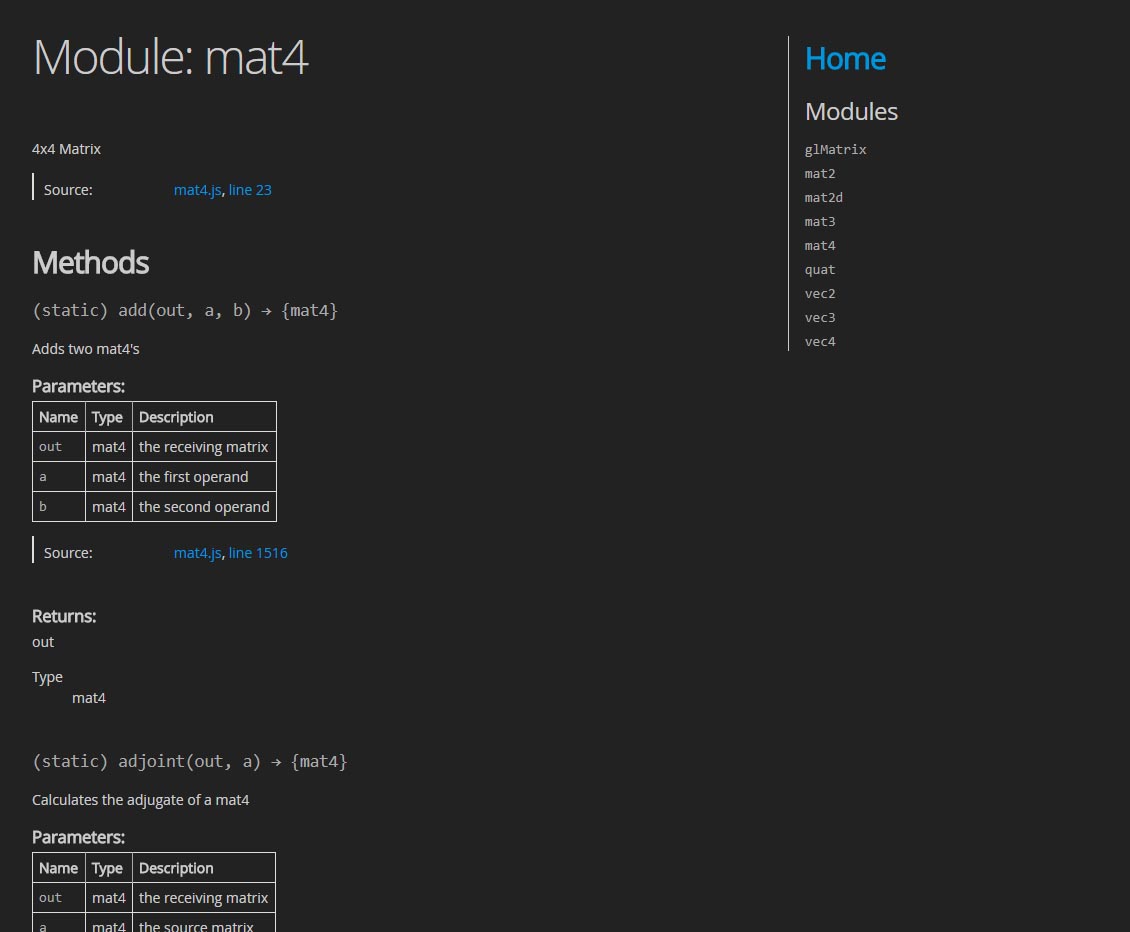 Module: mat4
4x4 Matrix
Source: mat4.js, line 23
Methods
(static) add(out, a, b) → {mat4}
Adds two mat4's
Parameters:
Name Type Description
out mat4 the receiving matrix
a mat4 the first operand
b mat4 the second operand
Source: mat4.js, line 1516
Returns:
out
Type
mat4
(static) adjoint(out, a) → {mat4}
Calculates the adjugate of a mat4
Parameters:
Name Type Description
out mat4 the receiving matrix
a mat4 the source matrix
Home
Modules
glMatrix
mat2
mat2d
mat3
mat4
quat
vec2
vec3
vec4